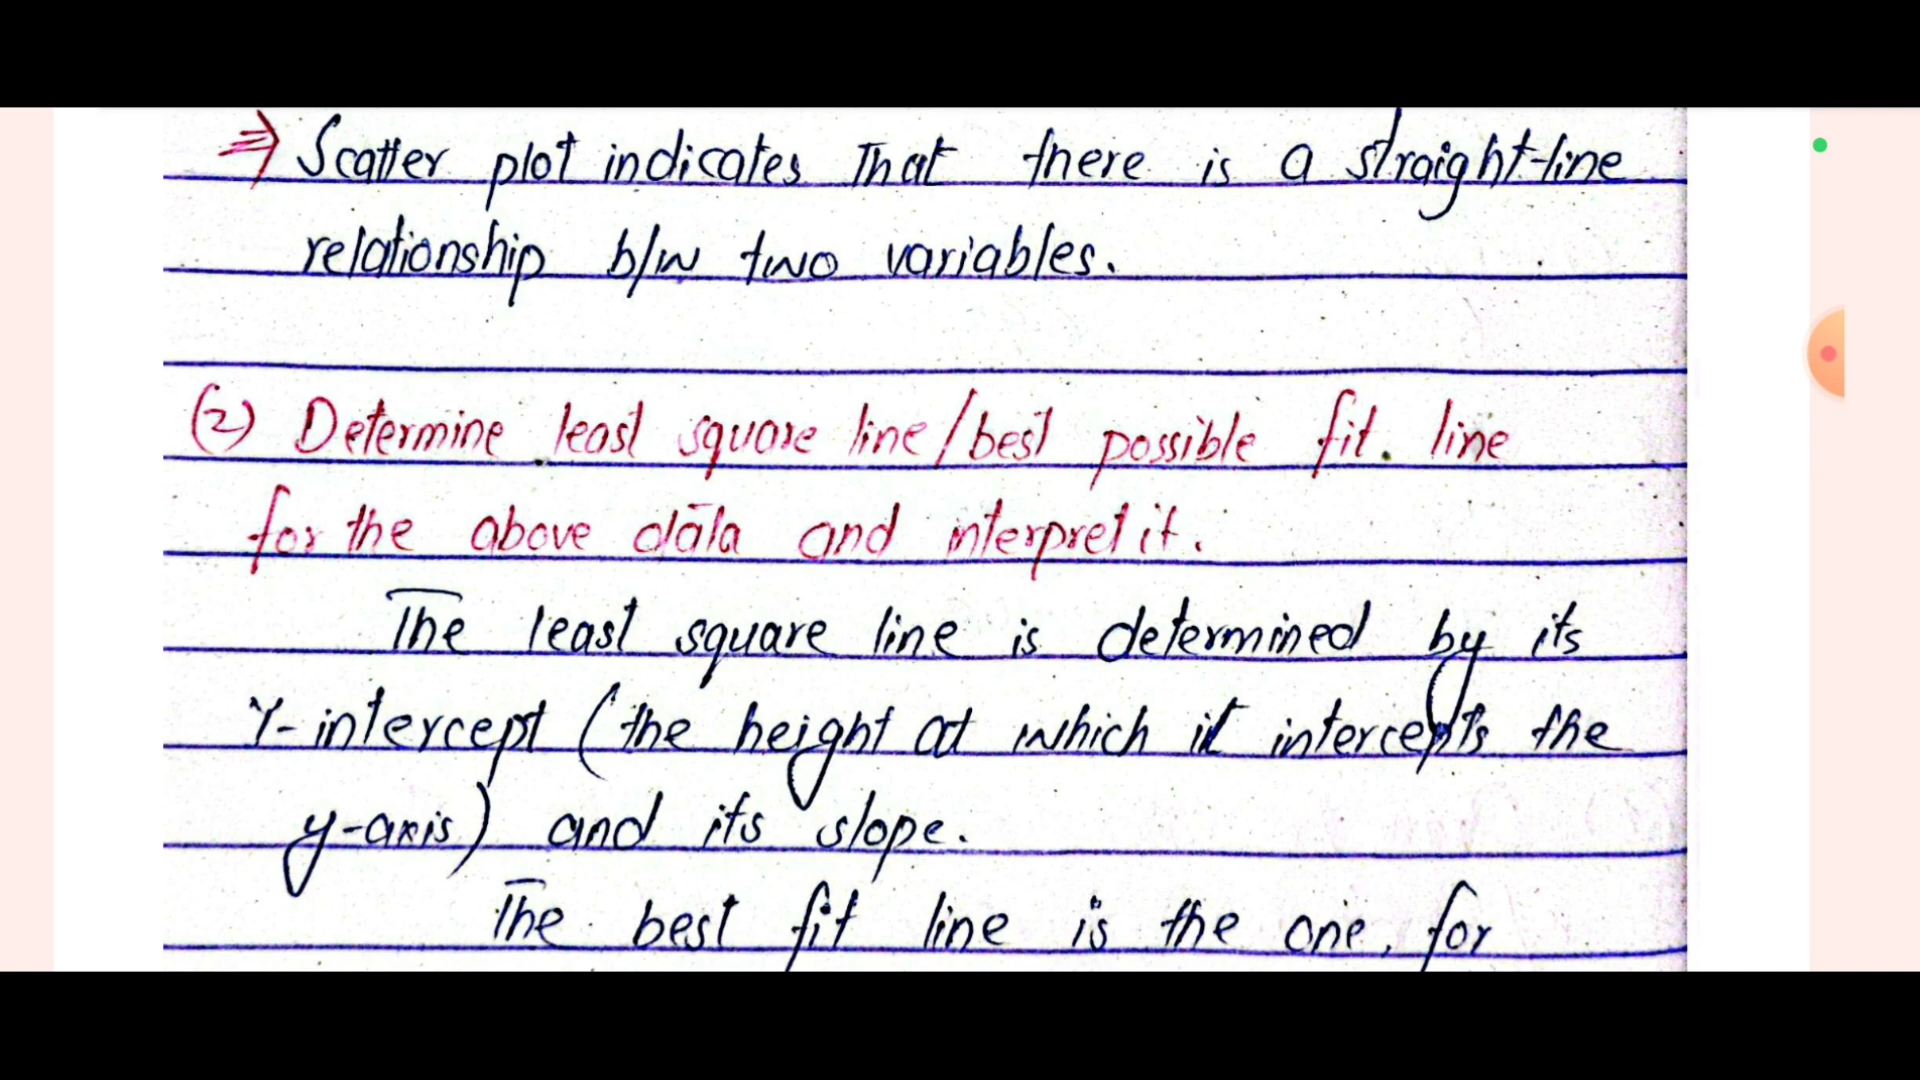 ⇒ Scatter plot indicates That there is a straight-line
relationship b/w two variables.
(2) Determine least square line/best possible fit. line
for the above data and interpret it.
The least square line is determined by its
Y-intercept (the height at which it intercepts the
y-axis) and its slope.
The best fit line is the one, for